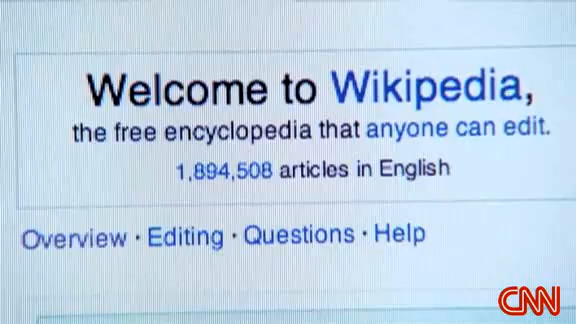 Welcome to Wikipedia,
the free encyclopedia that anyone can edit.
1,894,508 articles in English
Overview · Editing · Questions · Help
CNN